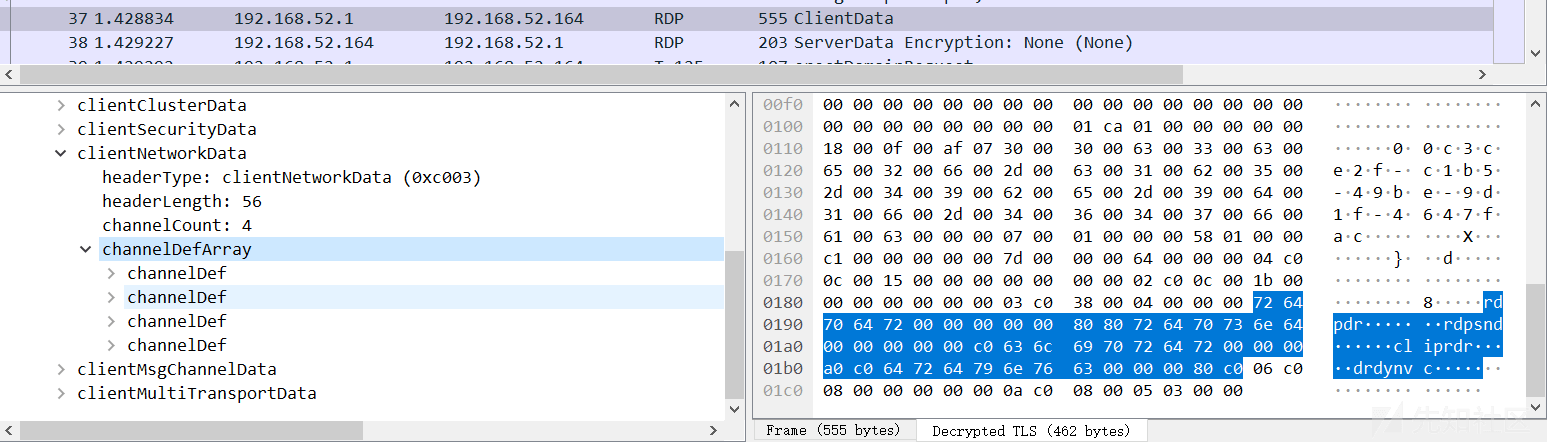 37 1.428834 192.168.52.1 192.168.52.164 RDP 555 ClientData
38 1.429227 192.168.52.164 192.168.52.1 RDP 203 ServerData Encryption: None (None)
clientClusterData
clientSecurityData
clientNetworkData
headerType: clientNetworkData (0xc003)
headerLength: 56
channelCount: 4
channelDefArray
channelDef
channelDef
channelDef
channelDef
clientMsgChannelData
clientMultiTransportData
00f0 00 00 00 00 00 00 00 00 00 00 00 00 00 00 00 00 ········ ········
0100 00 00 00 00 00 00 00 00 01 ca 01 00 00 00 00 00 ········ ········
0110 18 00 0f 00 af 07 30 00 30 00 63 00 33 00 63 00 ······0· 0·c·3·c·
0120 65 00 32 00 66 00 2d 00 63 00 31 00 62 00 35 00 e·2·f·-· c·1·b·5·
0130 2d 00 34 00 39 00 62 00 65 00 2d 00 39 00 64 00 -·4·9·b· e·-·9·d·
0140 31 00 66 00 2d 00 34 00 36 00 34 00 37 00 66 00 1·f·-·4· 6·4·7·f·
0150 61 00 63 00 00 00 07 00 01 00 00 00 58 01 00 00 a·c····· ····X···
0160 c1 00 00 00 00 00 7d 00 00 00 64 00 00 00 04 c0 ······}· ··d·····
0170 0c 00 15 00 00 00 00 00 00 00 02 c0 0c 00 1b 00 ········ ········
0180 00 00 00 00 00 00 03 c0 38 00 04 00 00 00 72 64 ········ 8·····rd
0190 70 64 72 00 00 00 00 00 80 80 72 64 70 73 6e 64 pdr····· ··rdpsnd
01a0 00 00 00 00 00 c0 63 6c 69 70 72 64 72 00 00 00 ······cl iprdr···
01b0 a0 c0 64 72 64 79 6e 76 63 00 00 00 80 c0 06 c0 ··drdynv c·······
01c0 08 00 00 00 00 00 0a c0 08 00 05 03 00 00 ········ ······
Frame (555 bytes) Decrypted TLS (462 bytes)
先知社区